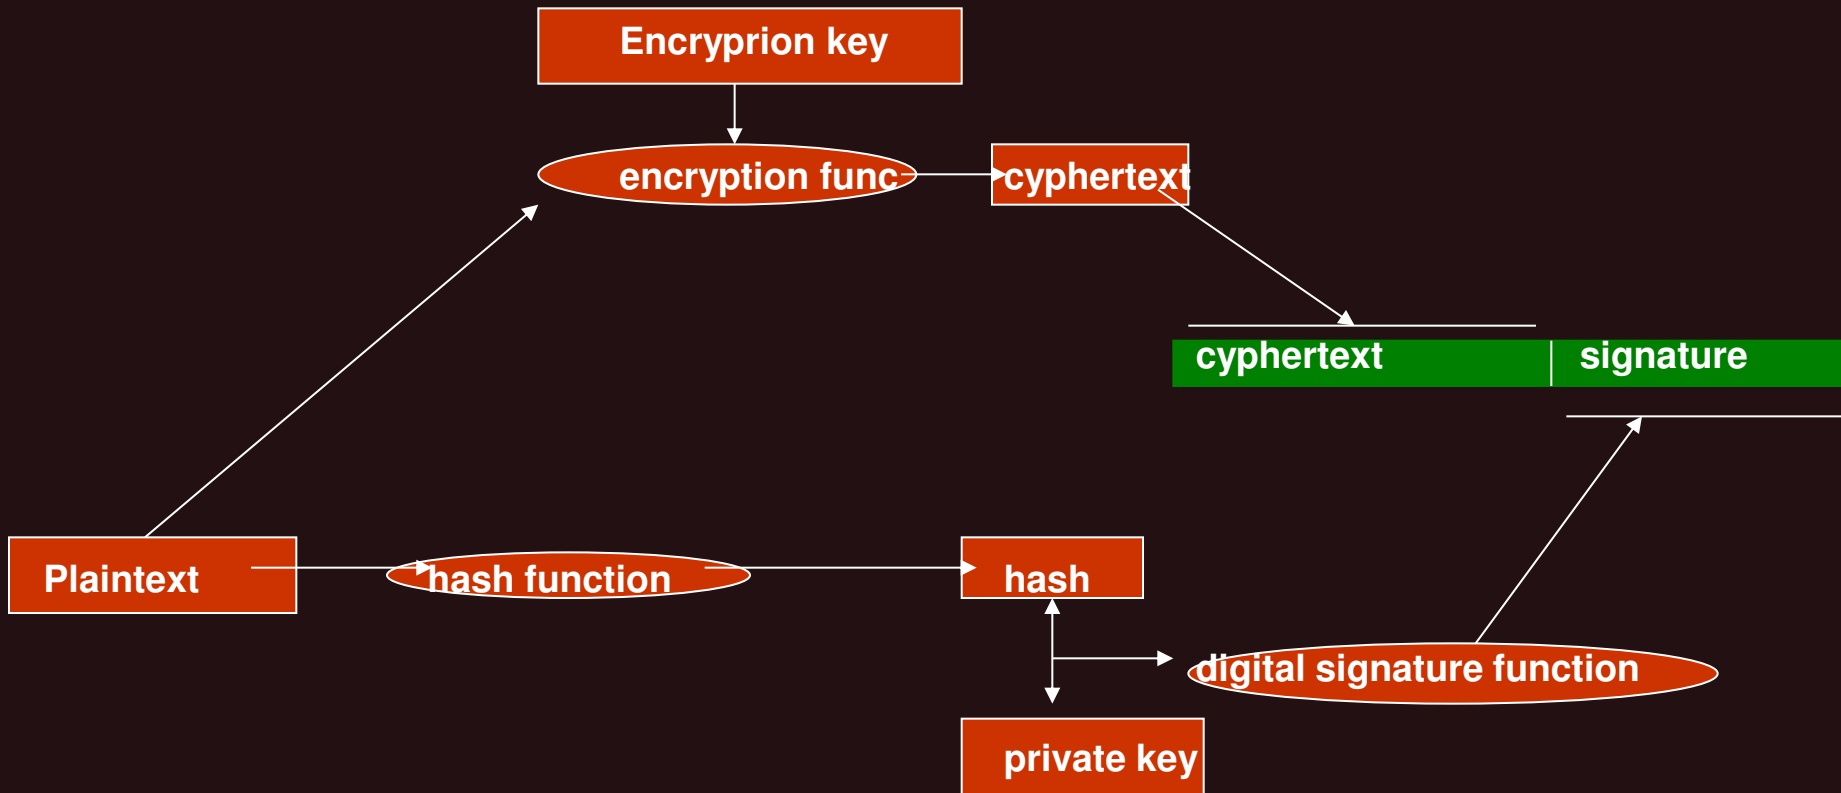 Encryprion key
encryption func
cyphertext
cyphertext
signature
Plaintext
hash function
hash
digital signature function
private key